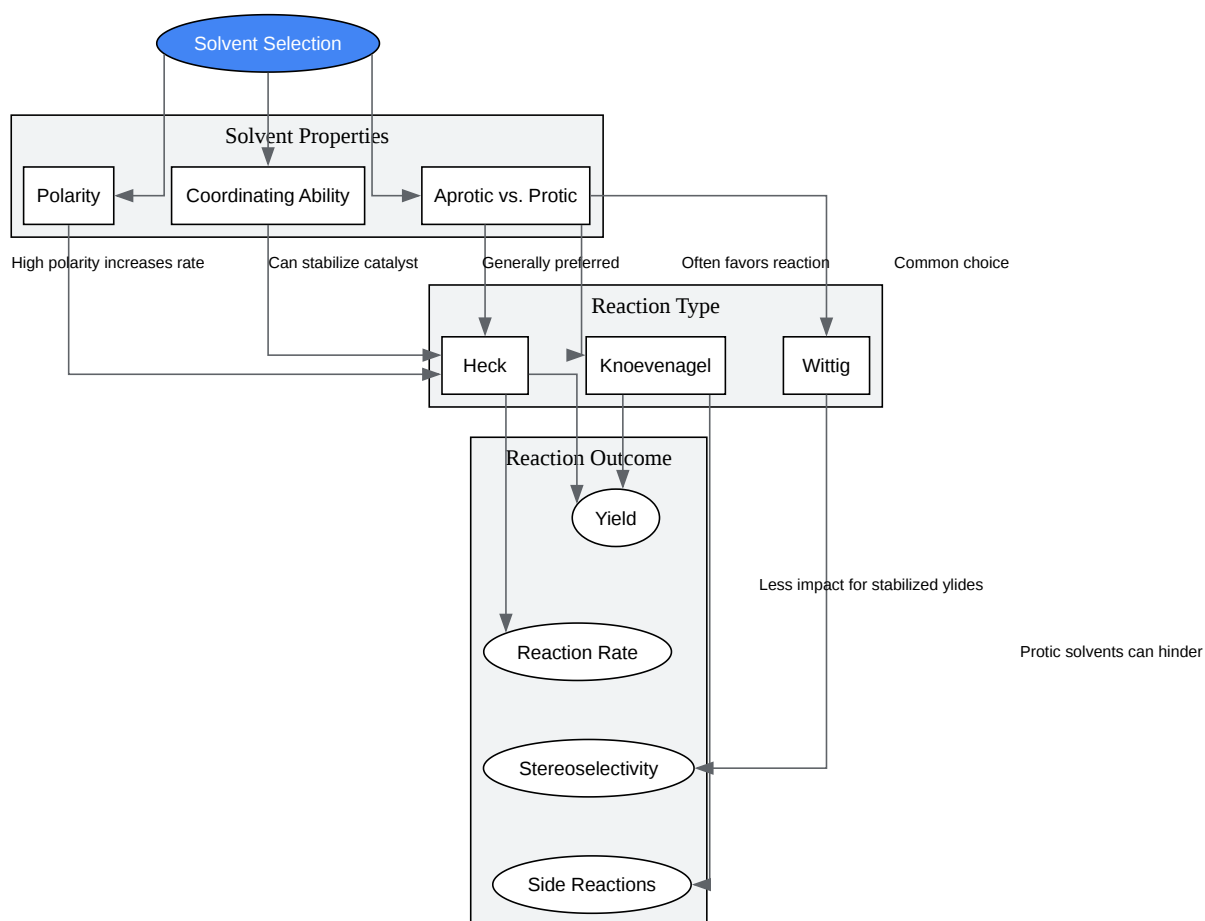 Solvent Selection
Solvent Properties
Polarity
Coordinating Ability
Aprotic vs. Protic
High polarity increases rate
Can stabilize catalyst
Generally preferred
Often favors reaction
Common choice
Reaction Type
Heck
Knoevenagel
Wittig
Reaction Outcome
Yield
Less impact for stabilized ylides
Reaction Rate
Protic solvents can hinder
Stereoselectivity
Side Reactions